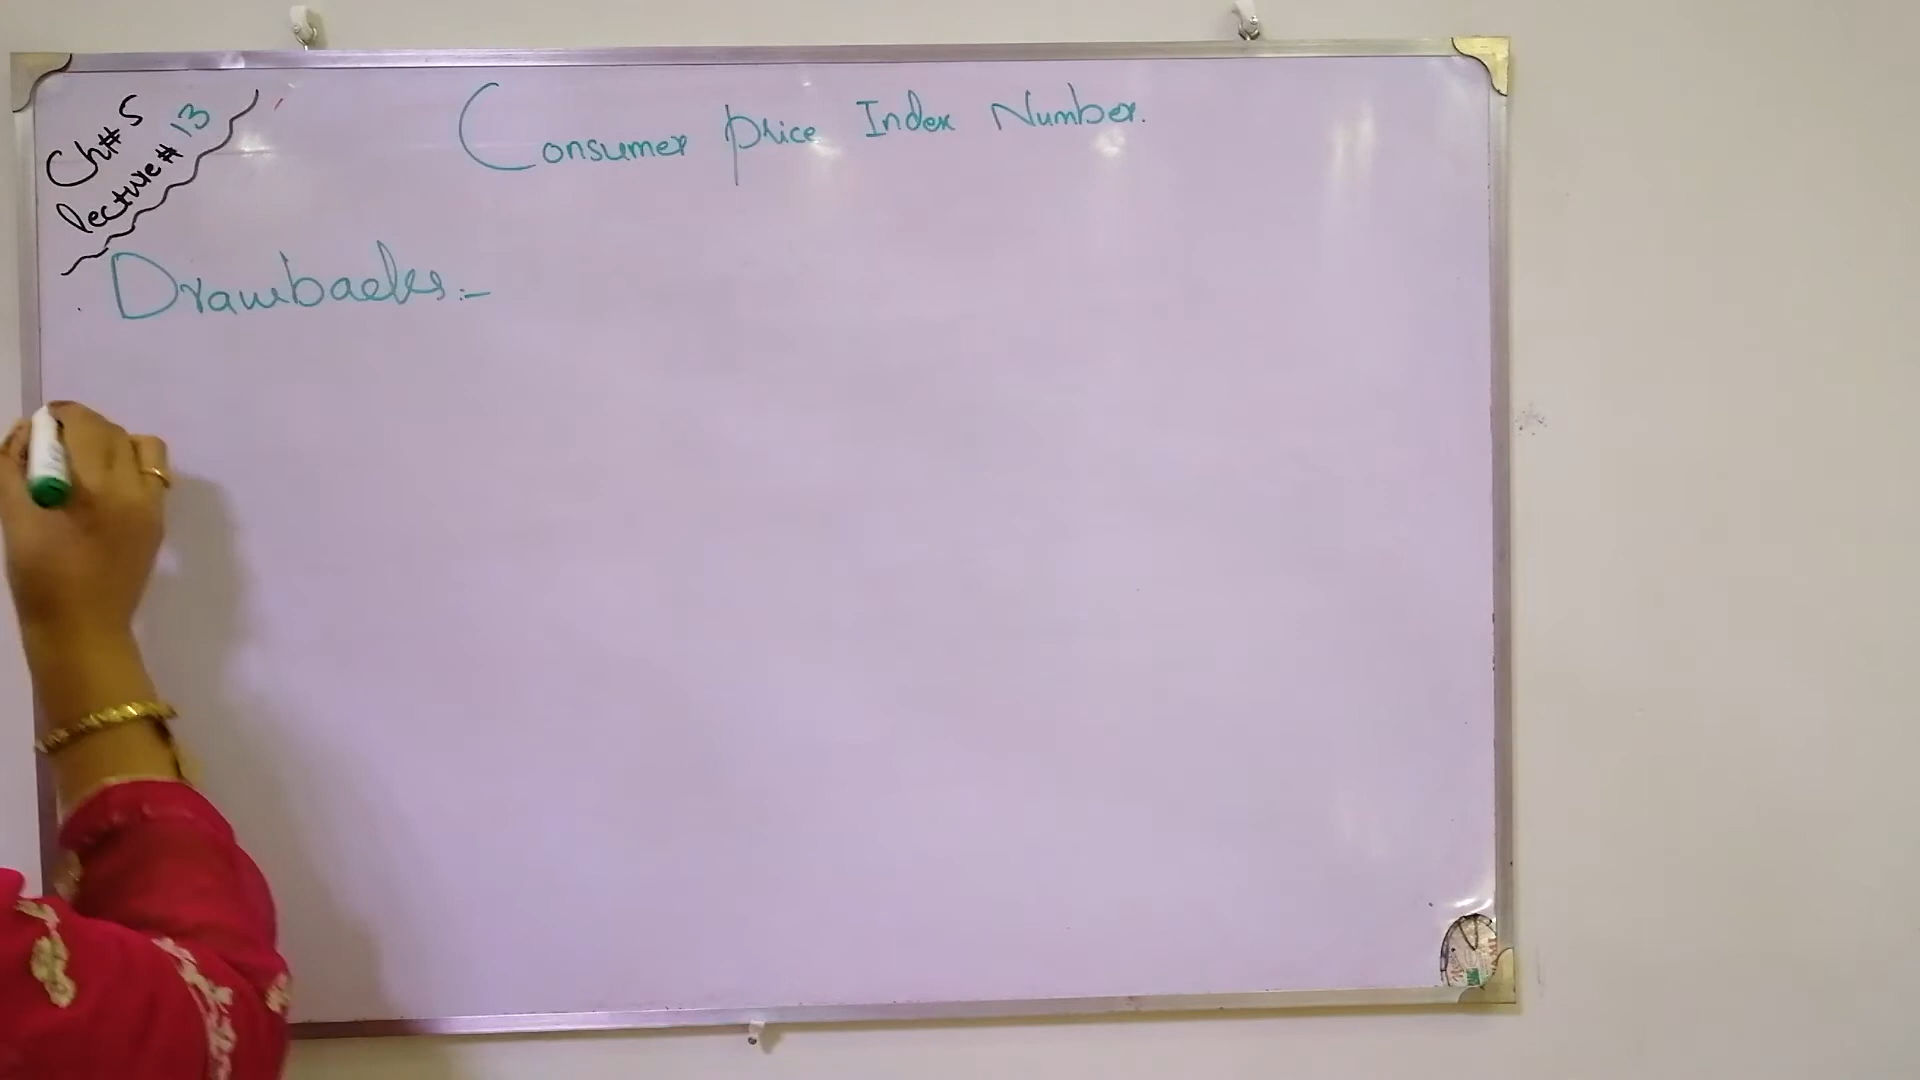 Ch# 5
lecture# 13
Consumer price Index Number.
Drawbacks:-